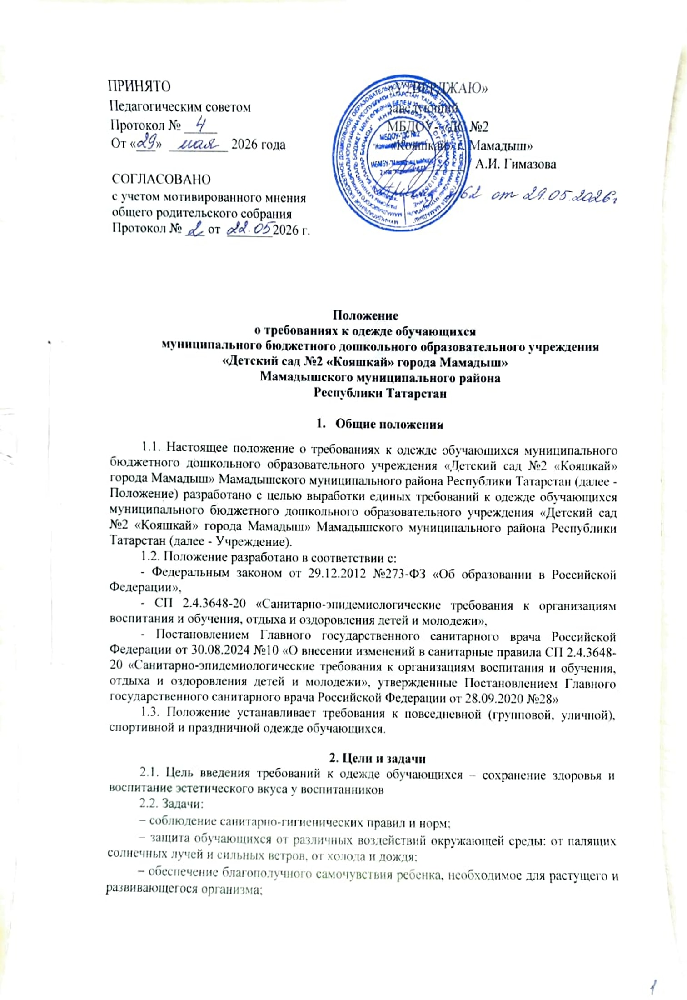 ПРИНЯТО
Педагогическим советом
Протокол № 4
От «29» мая 2026 года
СОГЛАСОВАНО
с учетом мотивированного мнения
общего родительского собрания
Протокол № 2 от 22.05 2026 г.
«УТВЕРЖДАЮ»
заведующий
МБДОУ - «ДС №2
«Кояшкай» г. Мамадыш»
А.И. Гимазова
62 от 29.05.2026г
МБДОУ-"ДС №2
Положение
о требованиях к одежде обучающихся
муниципального бюджетного дошкольного образовательного учреждения
«Детский сад №2 «Кояшкай» города Мамадыш»
Мамадышского муниципального района
Республики Татарстан
1. Общие положения
1.1. Настоящее положение о требованиях к одежде обучающихся муниципального
бюджетного дошкольного образовательного учреждения «Детский сад №2 «Кояшкай»
города Мамадыш» Мамадышского муниципального района Республики Татарстан (далее -
Положение) разработано с целью выработки единых требований к одежде обучающихся
муниципального бюджетного дошкольного образовательного учреждения «Детский сад
№2 «Кояшкай» города Мамадыш» Мамадышского муниципального района Республики
Татарстан (далее - Учреждение).
1.2. Положение разработано в соответствии с:
- Федеральным законом от 29.12.2012 №273-ФЗ «Об образовании в Российской
Федерации»,
- СП 2.4.3648-20 «Санитарно-эпидемиологические требования к организациям
воспитания и обучения, отдыха и оздоровления детей и молодежи»,
- Постановлением Главного государственного санитарного врача Российской
Федерации от 30.08.2024 №10 «О внесении изменений в санитарные правила СП 2.4.3648-
20 «Санитарно-эпидемиологические требования к организациям воспитания и обучения,
отдыха и оздоровления детей и молодежи», утвержденные Постановлением Главного
государственного санитарного врача Российской Федерации от 28.09.2020 №28»
1.3. Положение устанавливает требования к повседневной (групповой, уличной),
спортивной и праздничной одежде обучающихся.
2. Цели и задачи
2.1. Цель введения требований к одежде обучающихся – сохранение здоровья и
воспитание эстетического вкуса у воспитанников
2.2. Задачи:
– соблюдение санитарно-гигиенических правил и норм;
– защита обучающихся от различных воздействий окружающей среды: от палящих
солнечных лучей и сильных ветров, от холода и дождя;
– обеспечение благополучного самочувствия ребенка, необходимое для растущего и
развивающегося организма;
1